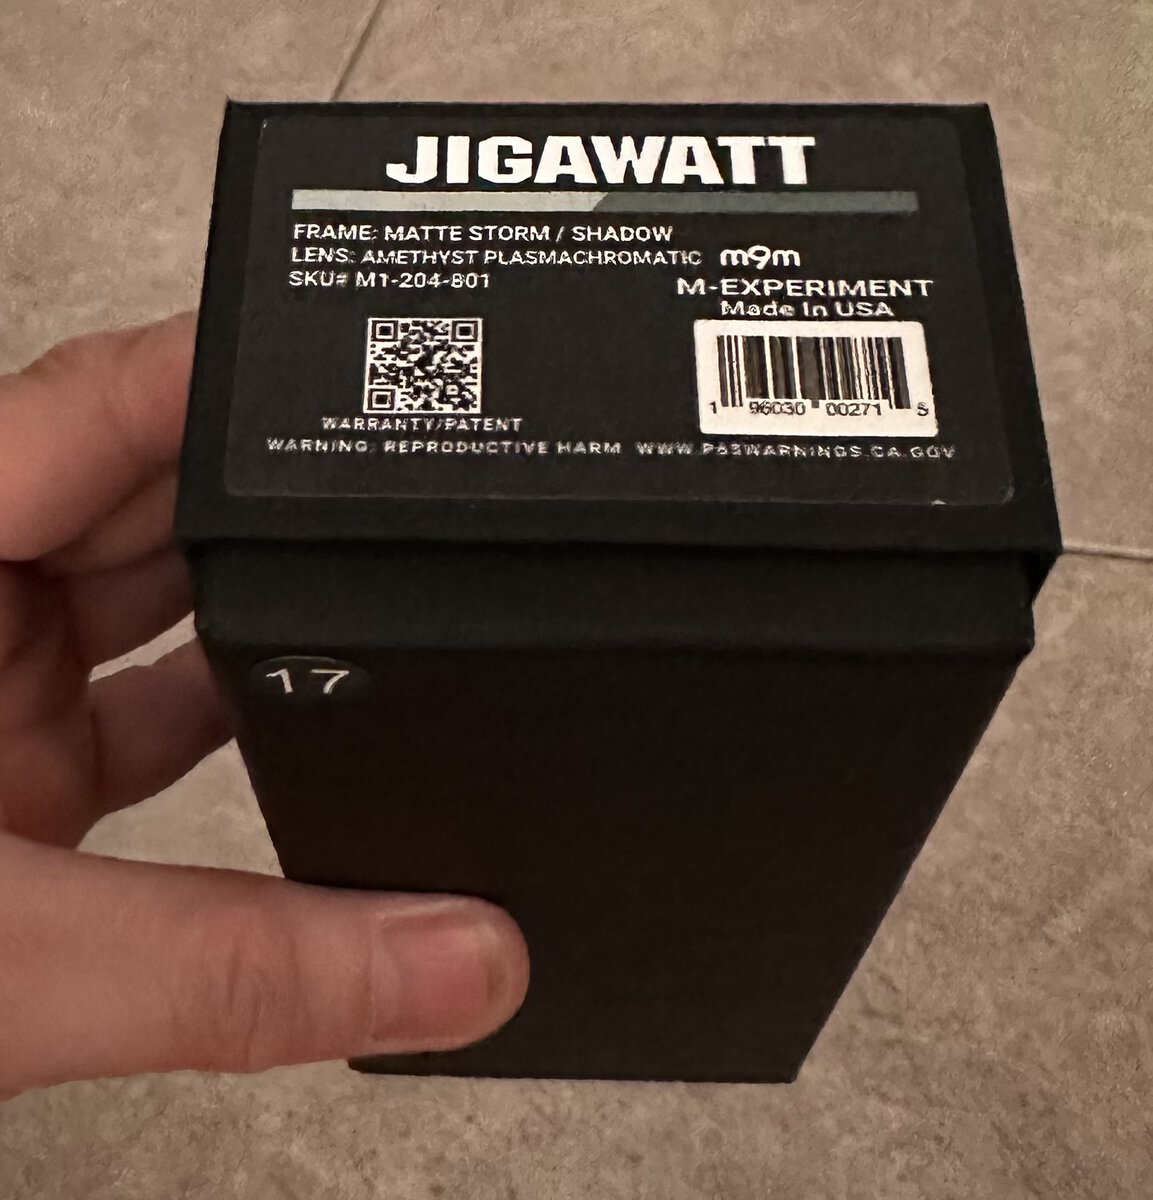 JIGAWATT
FRAME: MATTE STORM / SHADOW
LENS: AMETHYST PLASMACHROMATIC
SKU# M1-204-801
m9m
M-EXPERIMENT
Made In USA
1 96030 00271 5
WARRANTY/PATENT
WARNING: REPRODUCTIVE HARM WWW.P65WARNINGS.CA.GOV
17